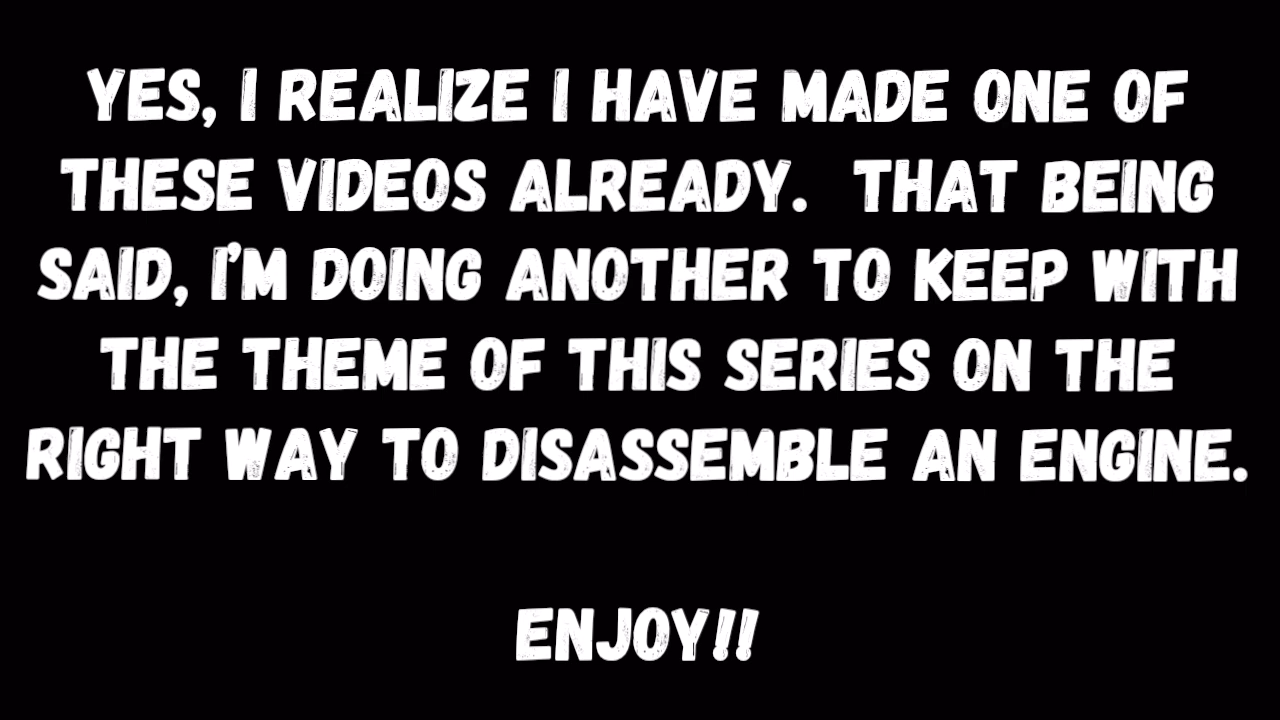 YES, I REALIZE I HAVE MADE ONE OF
THESE VIDEOS ALREADY.  THAT BEING
SAID, I'M DOING ANOTHER TO KEEP WITH
THE THEME OF THIS SERIES ON THE
RIGHT WAY TO DISASSEMBLE AN ENGINE.
ENJOY!!